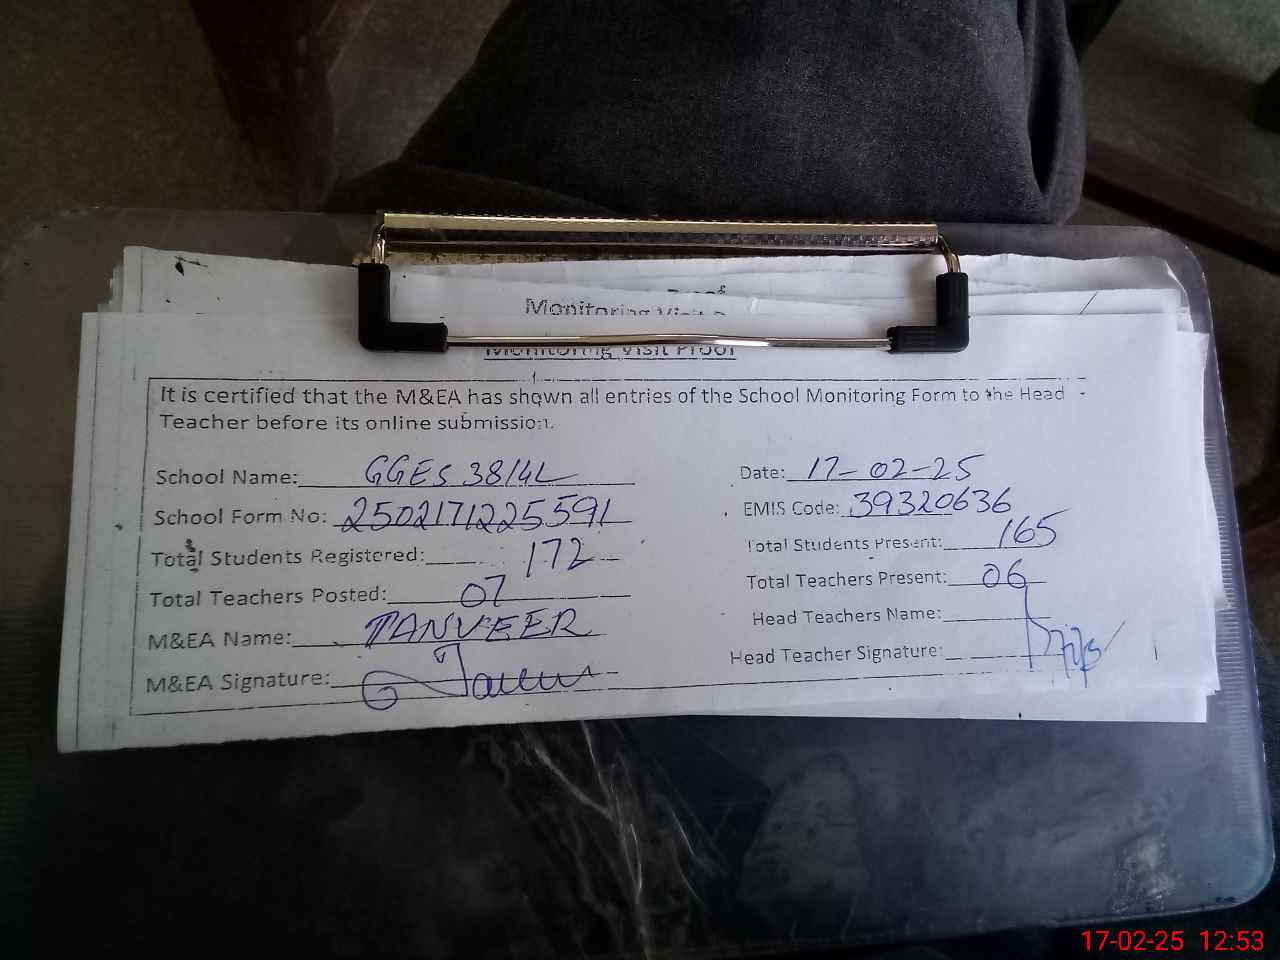 Monitoring Visit
Monitoring Visit Proof
It is certified that the M&EA has shown all entries of the School Monitoring Form to the Head
Teacher before its online submission.
School Name: GGES 38/4L Date: 17-02-25
School Form No: 2502171225591 EMIS Code: 39320636
Total Students Registered: 172 Total Students Present: 165
Total Teachers Posted: 07 Total Teachers Present: 06
M&EA Name: TANVEER Head Teachers Name:
M&EA Signature: Head Teacher Signature:
17-02-25 12:53